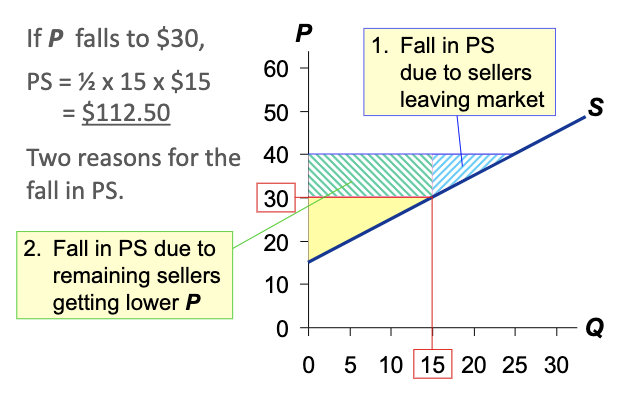 If P falls to $30,
PS = ½ x 15 x $15
= $112.50
Two reasons for the
fall in PS.
2. Fall in PS due to
remaining sellers
getting lower P
P
1. Fall in PS
due to sellers
leaving market
S
60
50
40
30
20
10
0
Q
0 5 10 15 20 25 30